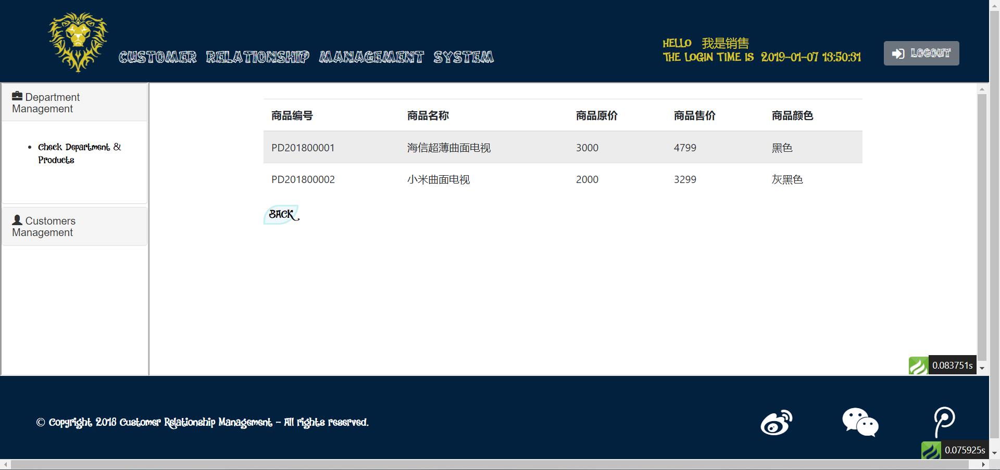 CUSTOMER RELATIONSHIP MANAGEMENT SYSTEM
HELLO 我是销售
THE LOGIN TIME IS 2019-01-07 13:50:31
LOGOUT
Department
Management
Check Department &
Products
Customers
Management
商品编号 商品名称 商品原价 商品售价 商品颜色
PD201800001 海信超薄曲面电视 3000 4799 黑色
PD201800002 小米曲面电视 2000 3299 灰黑色
BACK
0.083751s
© Copyright 2018 Customer Relationship Management - All rights reserved.
0.075925s